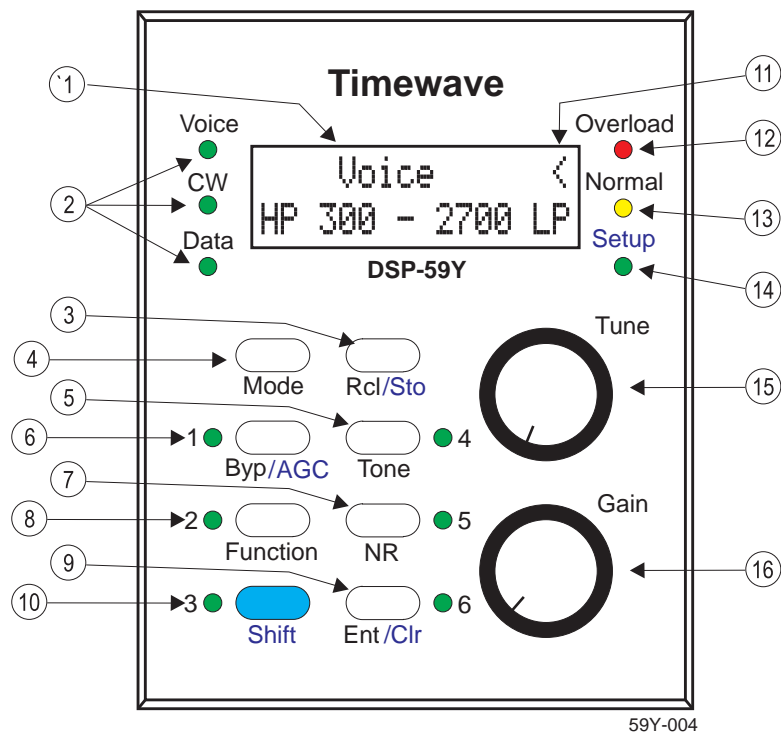 Timewave
`1
11
Voice
Overload
12
Voice <
2
CW
Normal
13
HP 300 - 2700 LP
Data
Setup
DSP-59Y
14
3
Tune
4
Mode
Rcl/Sto
15
5
6
1
4
Byp/AGC
Tone
7
Gain
8
2
5
Function
NR
9
16
10
3
6
Shift
Ent/Clr
59Y-004